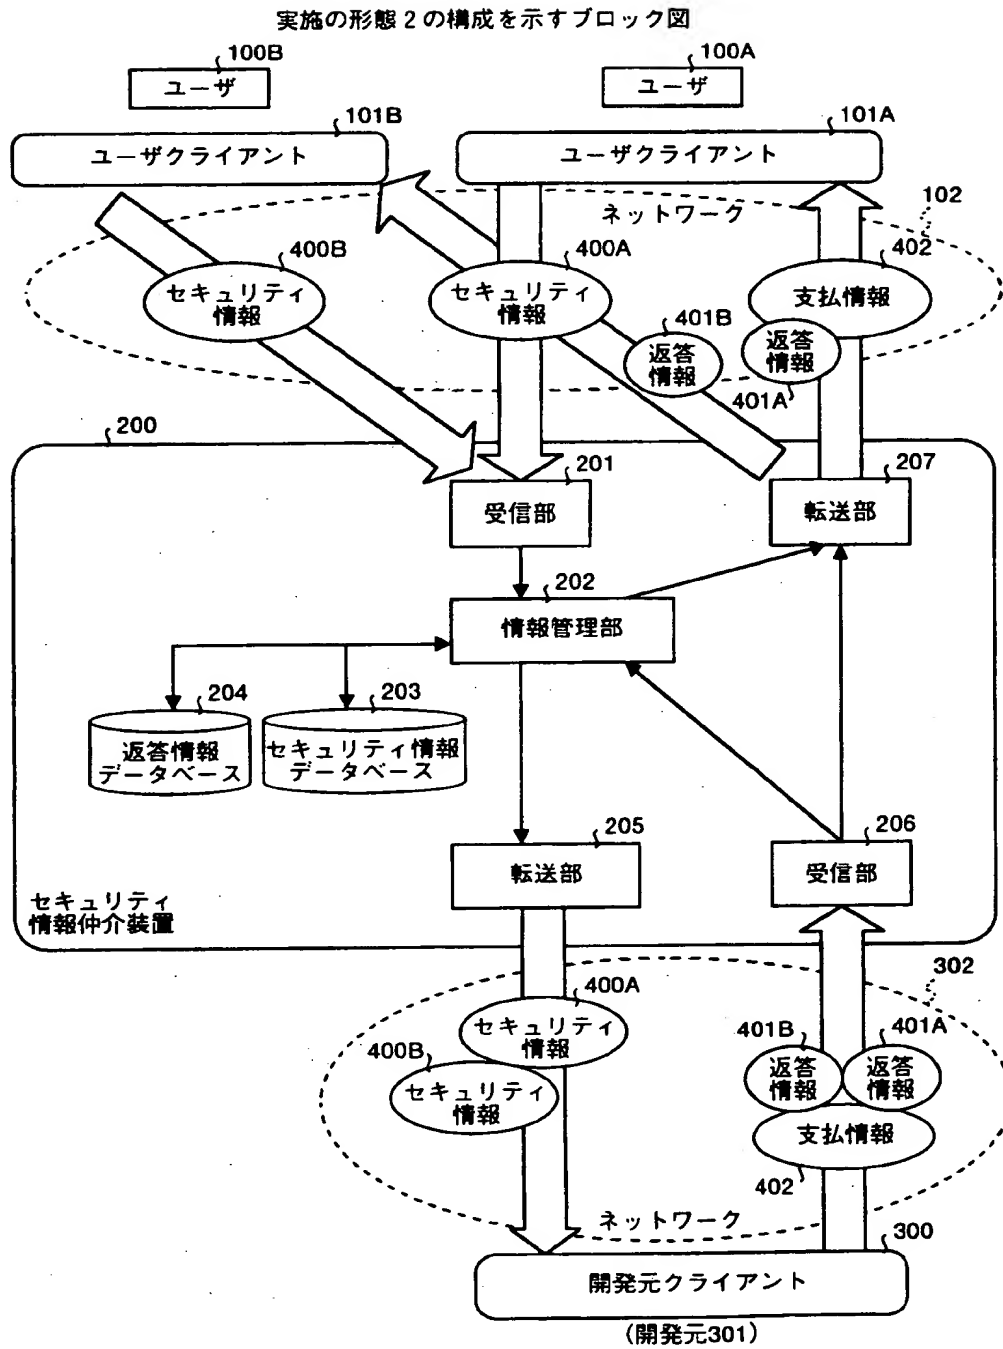 実施の形態2の構成を示すブロック図
100B
ユーザ
100A
ユーザ
101B
ユーザクライアント
101A
ユーザクライアント
ネットワーク
102
400B
セキュリティ
情報
400A
セキュリティ
情報
402
支払情報
401B
返答
情報
返答
情報
401A
200
201
受信部
207
転送部
202
情報管理部
204
返答情報
データベース
203
セキュリティ情報
データベース
205
転送部
206
受信部
セキュリティ
情報仲介装置
302
400A
セキュリティ
情報
400B
セキュリティ
情報
401B
返答
情報
401A
返答
情報
支払情報
402
ネットワーク
300
開発元クライアント
(開発元301)